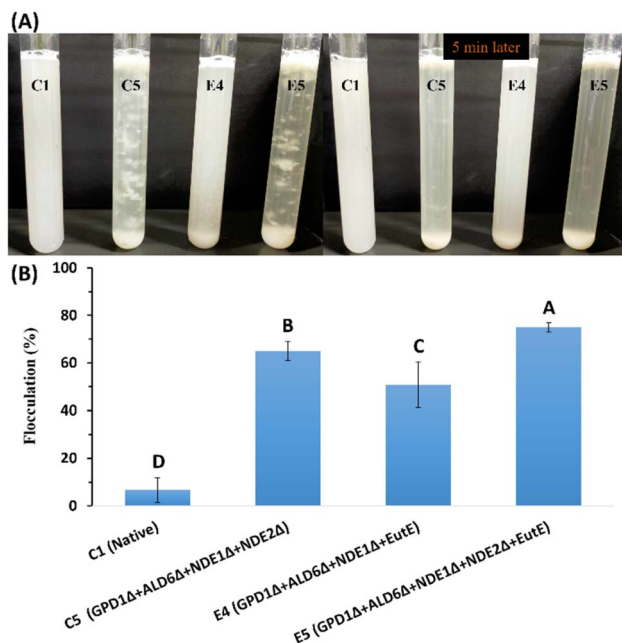 (A)
5 min later
C1 C5 E4 E5 C1 C5 E4 E5
(B)
100
80
60
40
20
0
Flocculation (%)
D
B
C
A
C1 (Native)
C5 (GPD1Δ+ALD6Δ+NDE1Δ+NDE2Δ)
E4 (GPD1Δ+ALD6Δ+NDE1Δ+EutE)
E5 (GPD1Δ+ALD6Δ+NDE1Δ+NDE2Δ+EutE)